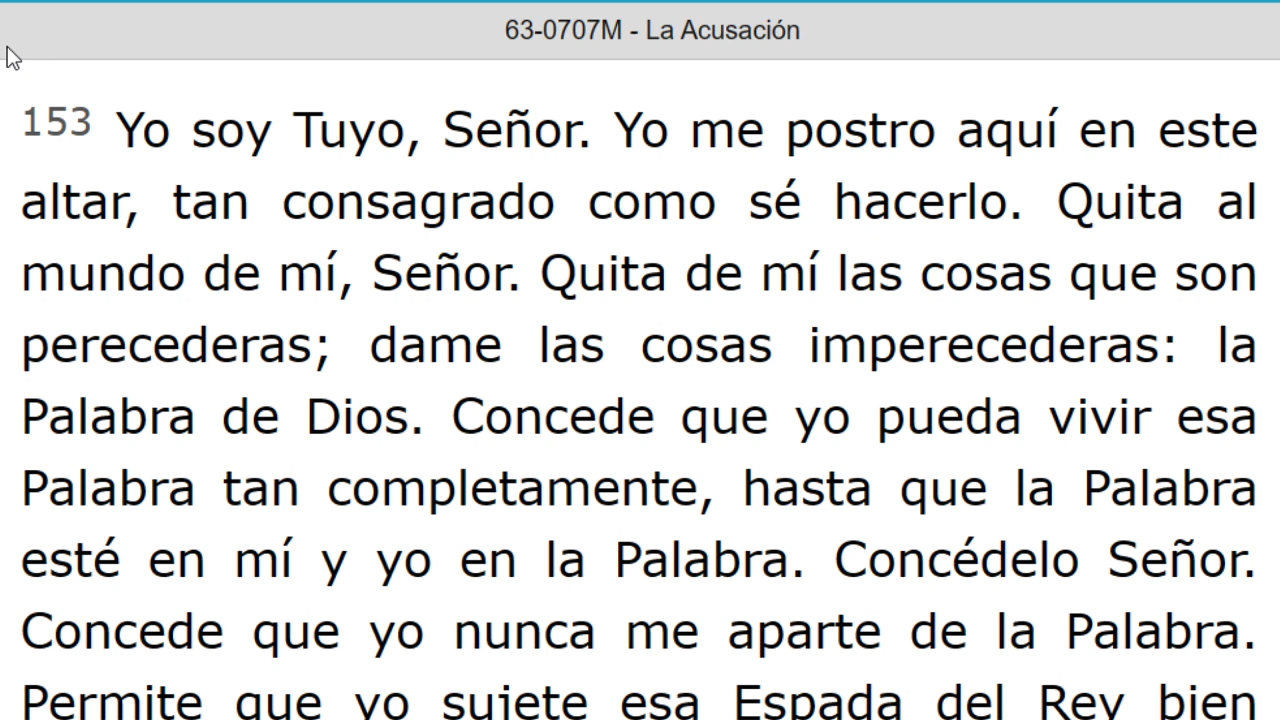 63-0707M - La Acusación
153 Yo soy Tuyo, Señor. Yo me postro aquí en este
altar, tan consagrado como sé hacerlo. Quita al
mundo de mí, Señor. Quita de mí las cosas que son
perecederas; dame las cosas imperecederas: la
Palabra de Dios. Concede que yo pueda vivir esa
Palabra tan completamente, hasta que la Palabra
esté en mí y yo en la Palabra. Concédelo Señor.
Concede que yo nunca me aparte de la Palabra.
Permite que yo sujete esa Espada del Rey bien